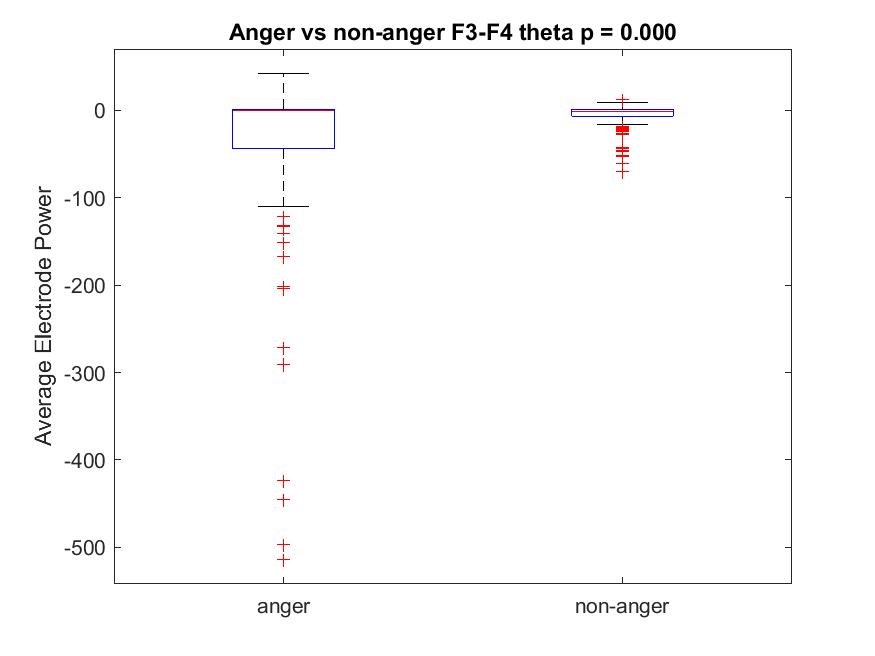 Anger vs non-anger F3-F4 theta p = 0.000
Average Electrode Power
0
-100
-200
-300
-400
-500
anger
non-anger